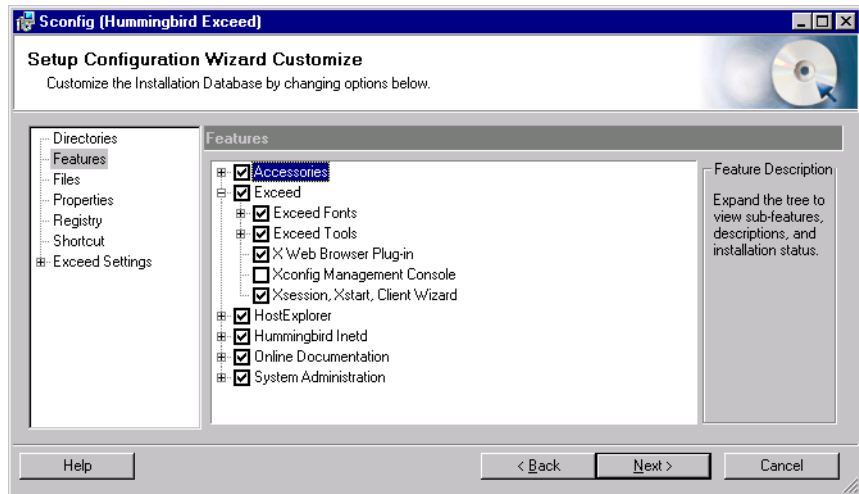 Sconfig (Hummingbird Exceed)
Setup Configuration Wizard Customize
Customize the Installation Database by changing options below.
Directories
Features
Files
Properties
Registry
Shortcut
Exceed Settings
Features
Accessories
Exceed
Exceed Fonts
Exceed Tools
X Web Browser Plug-in
Xconfig Management Console
Xsession, Xstart, Client Wizard
HostExplorer
Hummingbird Inetd
Online Documentation
System Administration
Feature Description
Expand the tree to
view sub-features,
descriptions, and
installation status.
Help
< Back
Next >
Cancel